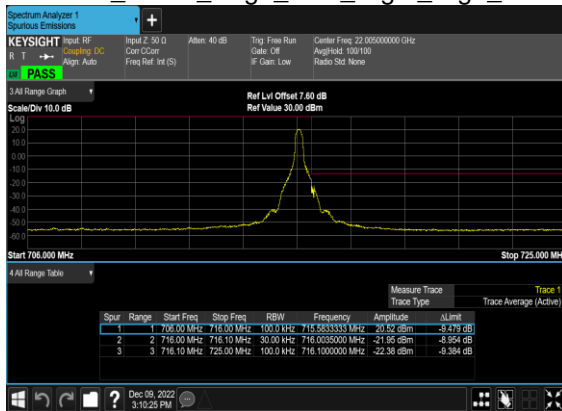 Spectrum Analyzer 1
Spurious Emissions
+
KEYSIGHT Input: RF Input Z: 50 Ω Atten: 40 dB Trig: Free Run Center Freq: 22.005000000 GHz
R T Coupling: DC Corr CCorr Gate: Off Avg|Hold: 100/100
Align: Auto Freq Ref: Int (S) IF Gain: Low Radio Std: None
PASS
3 All Range Graph
Ref Lvl Offset 7.60 dB
Scale/Div 10.0 dB Ref Value 30.00 dBm
Log
20.0
10.0
0.00
-10.0
-20.0
-30.0
-40.0
-50.0
-60.0
Start 706.000 MHz Stop 725.000 MH
4 All Range Table
Measure Trace Trace 1
Trace Type Trace Average (Active)
Spur Range Start Freq Stop Freq RBW Frequency Amplitude ΔLimit
1 1 706.00 MHz 716.00 MHz 100.0 kHz 715.5833333 MHz 20.52 dBm -9.479 dB
2 2 716.00 MHz 716.10 MHz 30.00 kHz 716.0035000 MHz -21.95 dBm -8.954 dB
3 3 716.10 MHz 725.00 MHz 100.0 kHz 716.1000000 MHz -22.38 dBm -9.384 dB
? Dec 09, 2022
3:10:25 PM